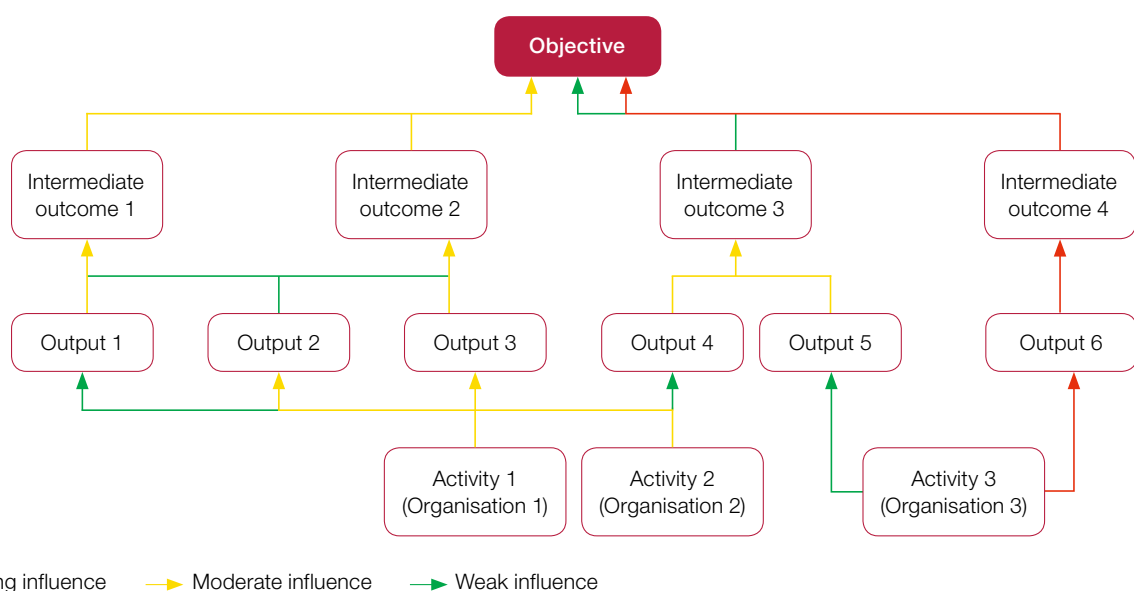 Objective
Intermediate
outcome 1
Intermediate
outcome 2
Intermediate
outcome 3
Intermediate
outcome 4
Output 1
Output 2
Output 3
Output 4
Output 5
Output 6
Activity 1
(Organisation 1)
Activity 2
(Organisation 2)
Activity 3
(Organisation 3)
influence
Moderate influence
Weak influence